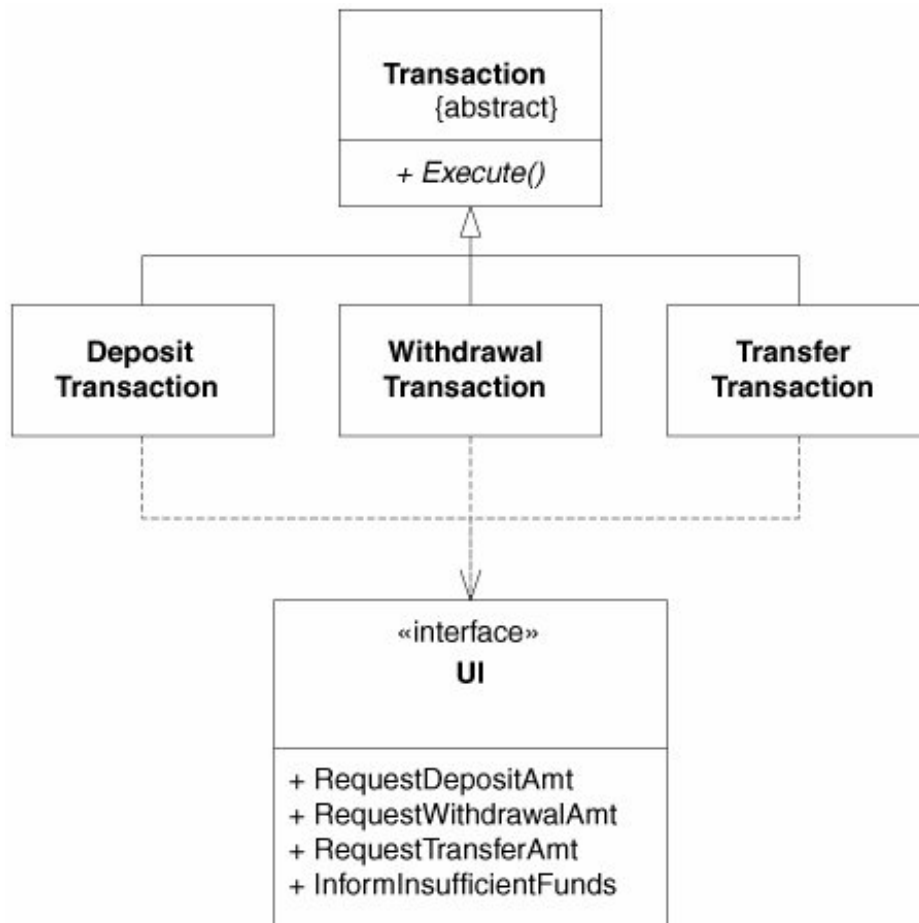 Transaction
{abstract}
+ Execute()
Deposit
Transaction
Withdrawal
Transaction
Transfer
Transaction
«interface»
UI
+ RequestDepositAmt
+ RequestWithdrawalAmt
+ RequestTransferAmt
+ InformInsufficientFunds